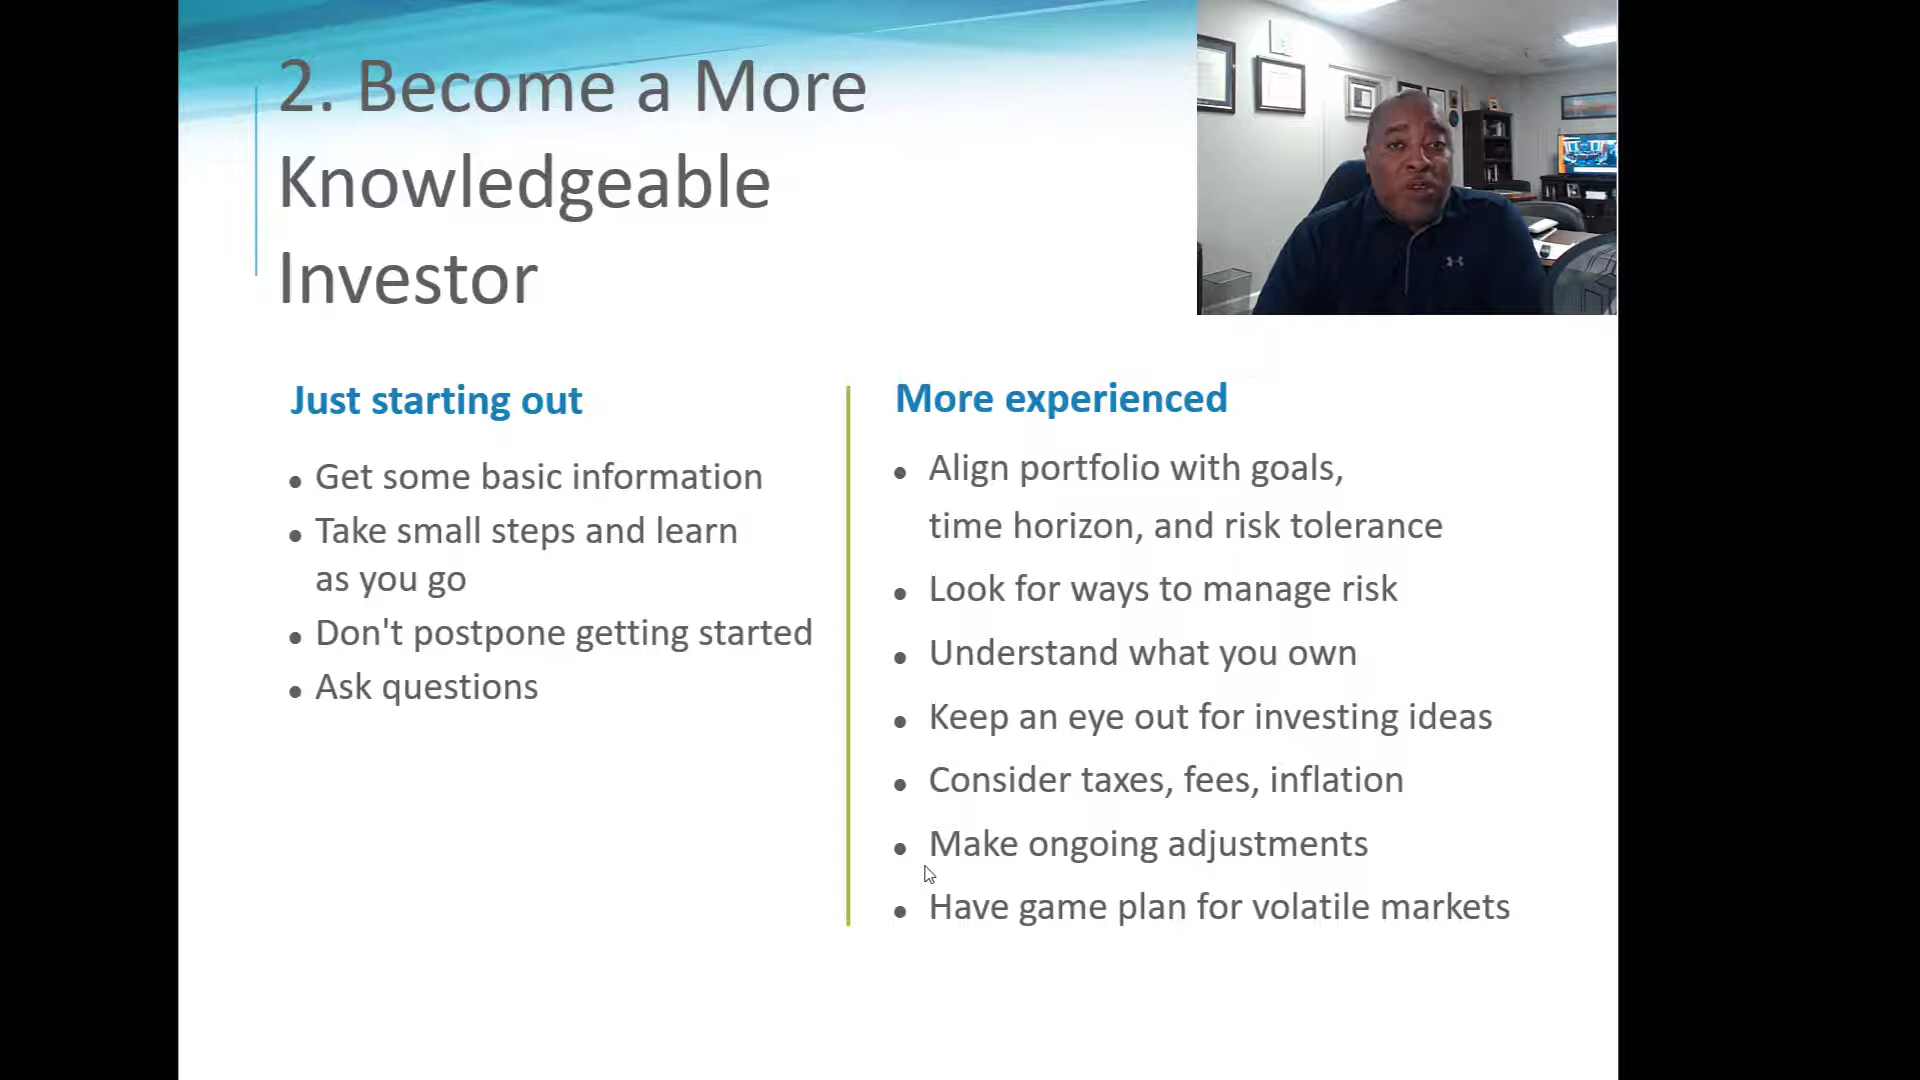 2. Become a More
Knowledgeable
Investor
Just starting out
• Get some basic information
• Take small steps and learn
as you go
• Don't postpone getting started
• Ask questions
More experienced
• Align portfolio with goals,
time horizon, and risk tolerance
• Look for ways to manage risk
• Understand what you own
• Keep an eye out for investing ideas
• Consider taxes, fees, inflation
• Make ongoing adjustments
• Have game plan for volatile markets